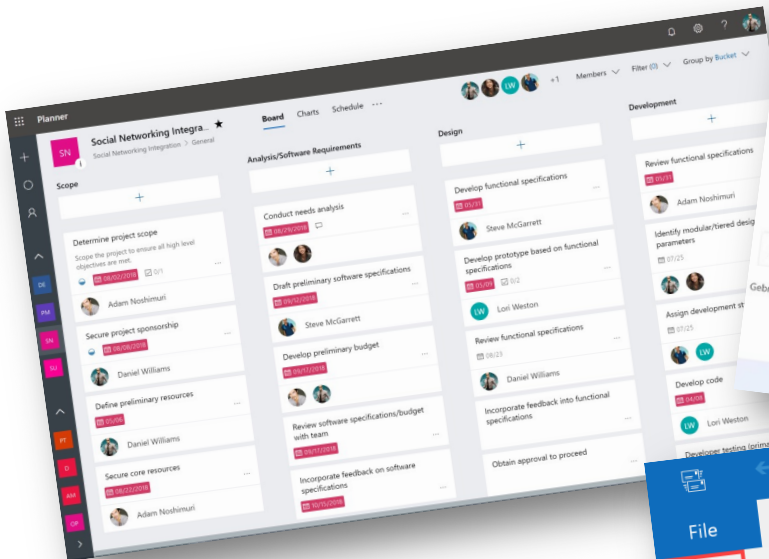 Planner
SN
Social Networking Integra...
Social Networking Integration > General
Board
Charts
Schedule
LW
+1
Members
Filter (0)
Group by Bucket
DE
PM
SN
SU
PT
D
AM
OP
Scope
Determine project scope
Scope the project to ensure all high level
objectives are met.
08/02/2018
0/1
Adam Noshimuri
Secure project sponsorship
08/08/2018
Daniel Williams
Define preliminary resources
05/06
Daniel Williams
Secure core resources
08/22/2018
Adam Noshimuri
Analysis/Software Requirements
Conduct needs analysis
08/29/2018
Draft preliminary software specifications
09/12/2018
Steve McGarrett
Develop preliminary budget
09/17/2018
Review software specifications/budget
with team
09/17/2018
Incorporate feedback on software
specifications
10/15/2018
Design
Develop functional specifications
05/31
Steve McGarrett
Develop prototype based on functional
specifications
05/09
0/2
LW
Lori Weston
Review functional specifications
08/23
Daniel Williams
Incorporate feedback into functional
specifications
Obtain approval to proceed
Development
Review functional specifications
05/31
Adam Noshimuri
Identify modular/tiered desig
parameters
07/25
Assign development st
07/25
LW
Develop code
04/08
LW
Lori Weston
Developer testing (prima
Gebr
File